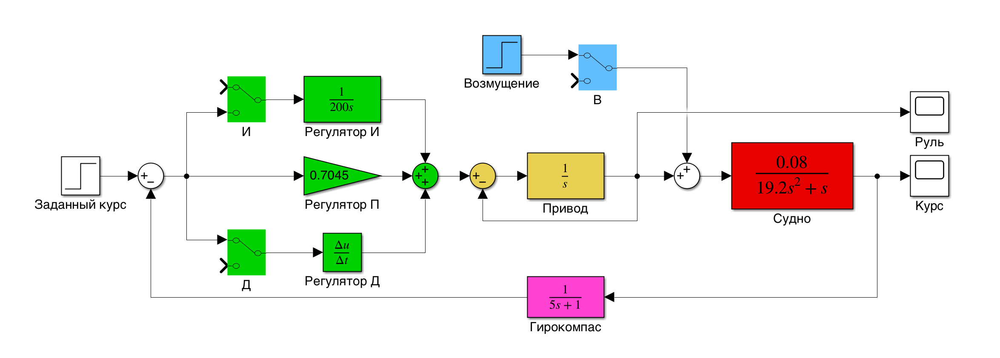 Возмущение
В
1
200s
И
Регулятор И
Руль
+
−
Заданный курс
0.7045
Регулятор П
+
+
+
+
−
1
s
Привод
+
+
0.08
19.2s² + s
Судно
Курс
Δu
Δt
Д
Регулятор Д
1
5s + 1
Гирокомпас